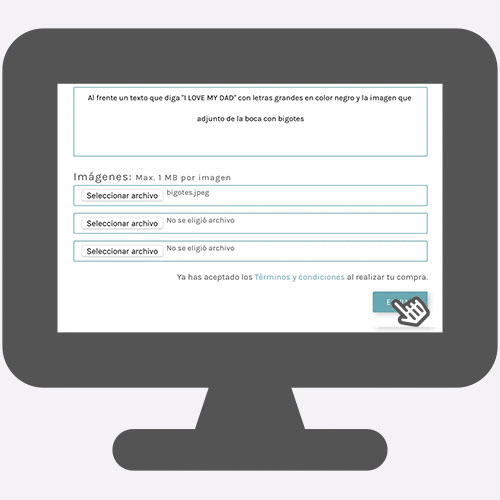 Al frente un texto que diga "I LOVE MY DAD" con letras grandes en color negro y la imagen que
adjunto de la boca con bigotes
Imágenes: Max. 1 MB por imagen
Seleccionar archivo bigotes.jpeg
Seleccionar archivo No se eligió archivo
Seleccionar archivo No se eligió archivo
Ya has aceptado los Términos y condiciones al realizar tu compra.